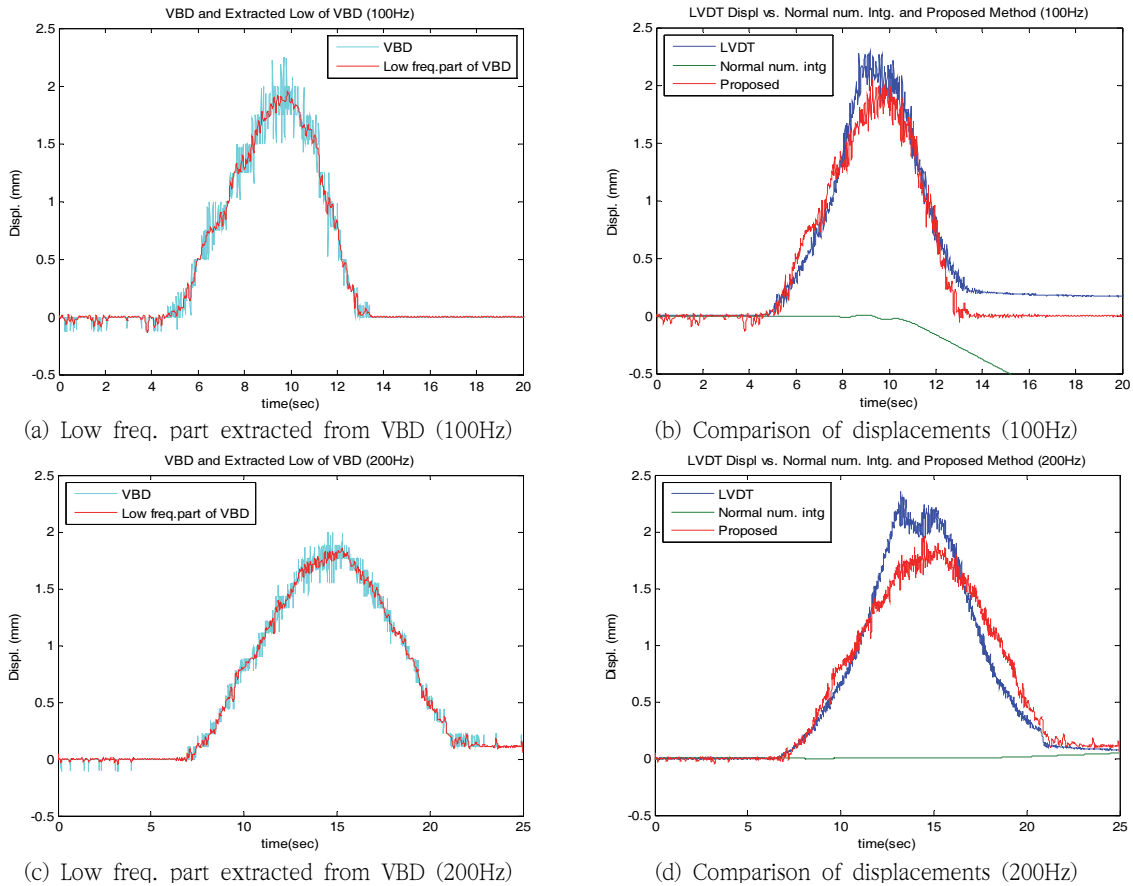 VBD and Extracted Low of VBD (100Hz)
2.5
2
1.5
1
0.5
0
-0.5
Displ. (mm)
VBD
Low freq.part of VBD
0 2 4 6 8 10 12 14 16 18 20
time(sec)
(a) Low freq. part extracted from VBD (100Hz)
LVDT Displ vs. Normal num. Intg. and Proposed Method (100Hz)
2.5
2
1.5
1
0.5
0
-0.5
Displ. (mm)
LVDT
Normal num. intg
Proposed
0 2 4 6 8 10 12 14 16 18 20
time(sec)
(b) Comparison of displacements (100Hz)
VBD and Extracted Low of VBD (200Hz)
2.5
2
1.5
1
0.5
0
-0.5
Displ. (mm)
VBD
Low freq.part of VBD
0 5 10 15 20 25
time(sec)
(c) Low freq. part extracted from VBD (200Hz)
LVDT Displ vs. Normal num. Intg. and Proposed Method (200Hz)
2.5
2
1.5
1
0.5
0
-0.5
Displ. (mm)
LVDT
Normal num. intg
Proposed
0 5 10 15 20 25
time(sec)
(d) Comparison of displacements (200Hz)